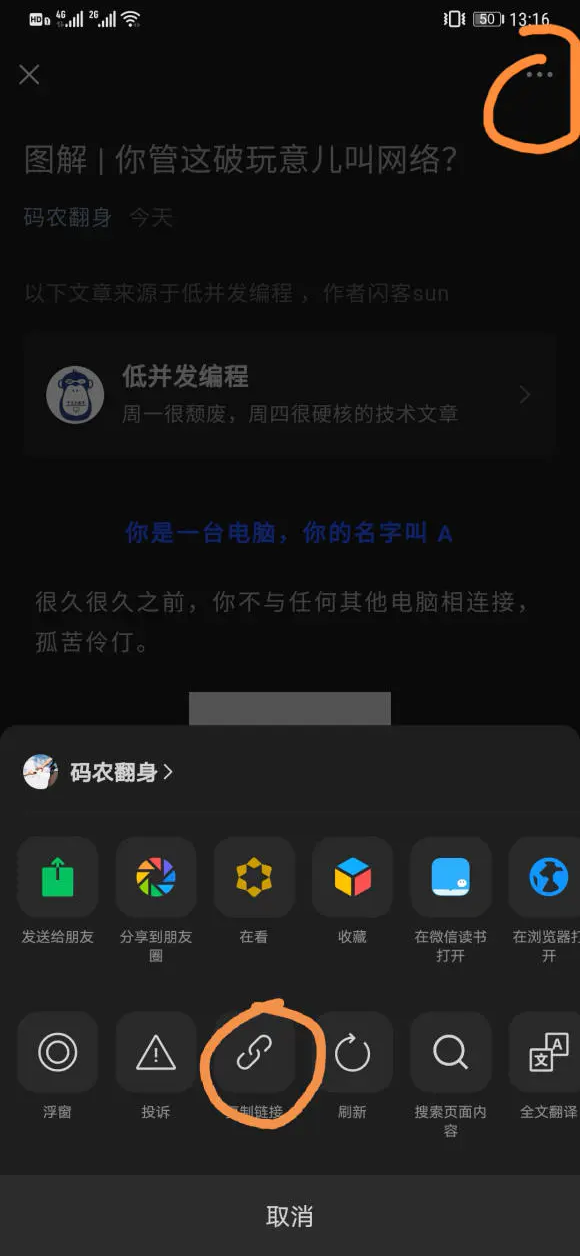 HD 4G 2G 50 13:16
图解 | 你管这破玩意儿叫网络？
码农翻身 今天
以下文章来源于低并发编程 ，作者闪客sun
低并发编程
周一很颓废，周四很硬核的技术文章
你是一台电脑，你的名字叫 A
很久很久之前，你不与任何其他电脑相连接，
孤苦伶仃。
码农翻身
发送给朋友
分享到朋友
圈
在看
收藏
在微信读书
打开
在浏览器打
开
浮窗
投诉
复制链接
刷新
搜索页面内
容
全文翻译
取消